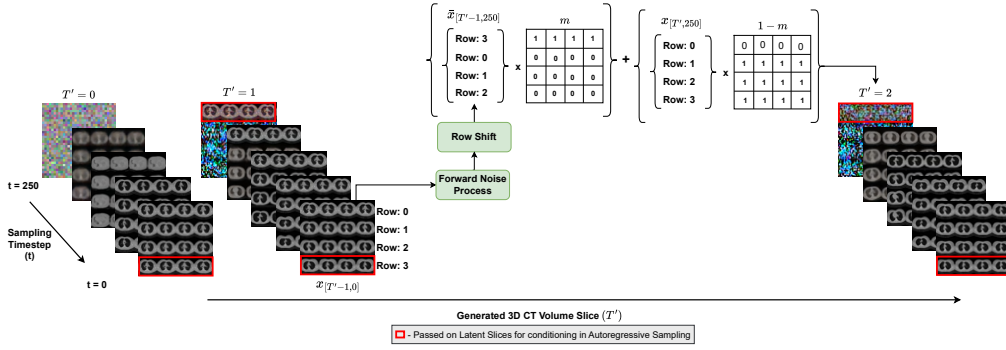 x̄[T'−1,250]
m
x[T',250]
1 − m
Row: 3
Row: 0
Row: 1
Row: 2
x
1 1 1 1
0 0 0 0
0 0 0 0
0 0 0 0
+
Row: 0
Row: 1
Row: 2
Row: 3
x
0 0 0 0
1 1 1 1
1 1 1 1
1 1 1 1
T' = 0
T' = 1
T' = 2
Row Shift
Forward Noise
Process
t = 250
Sampling
Timestep
(t)
t = 0
Row: 0
Row: 1
Row: 2
Row: 3
x[T'−1,0]
Generated 3D CT Volume Slice (T')
- Passed on Latent Slices for conditioning in Autoregressive Sampling